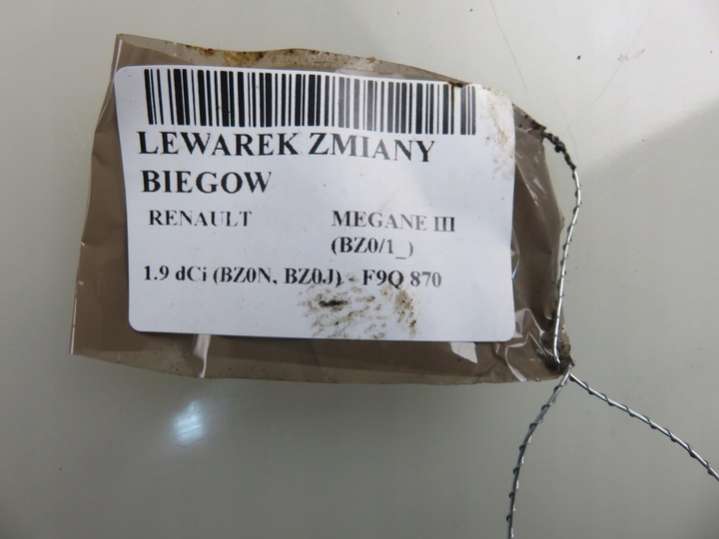 LEWAREK ZMIANY
BIEGOW
RENAULT MEGANE III
(BZ0/1_)
1.9 dCi (BZ0N, BZ0J) - F9Q 870